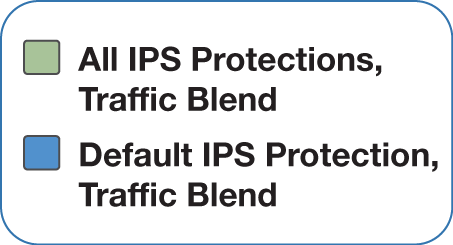 All IPS Protections,
Traffic Blend
Default IPS Protection,
Traffic Blend